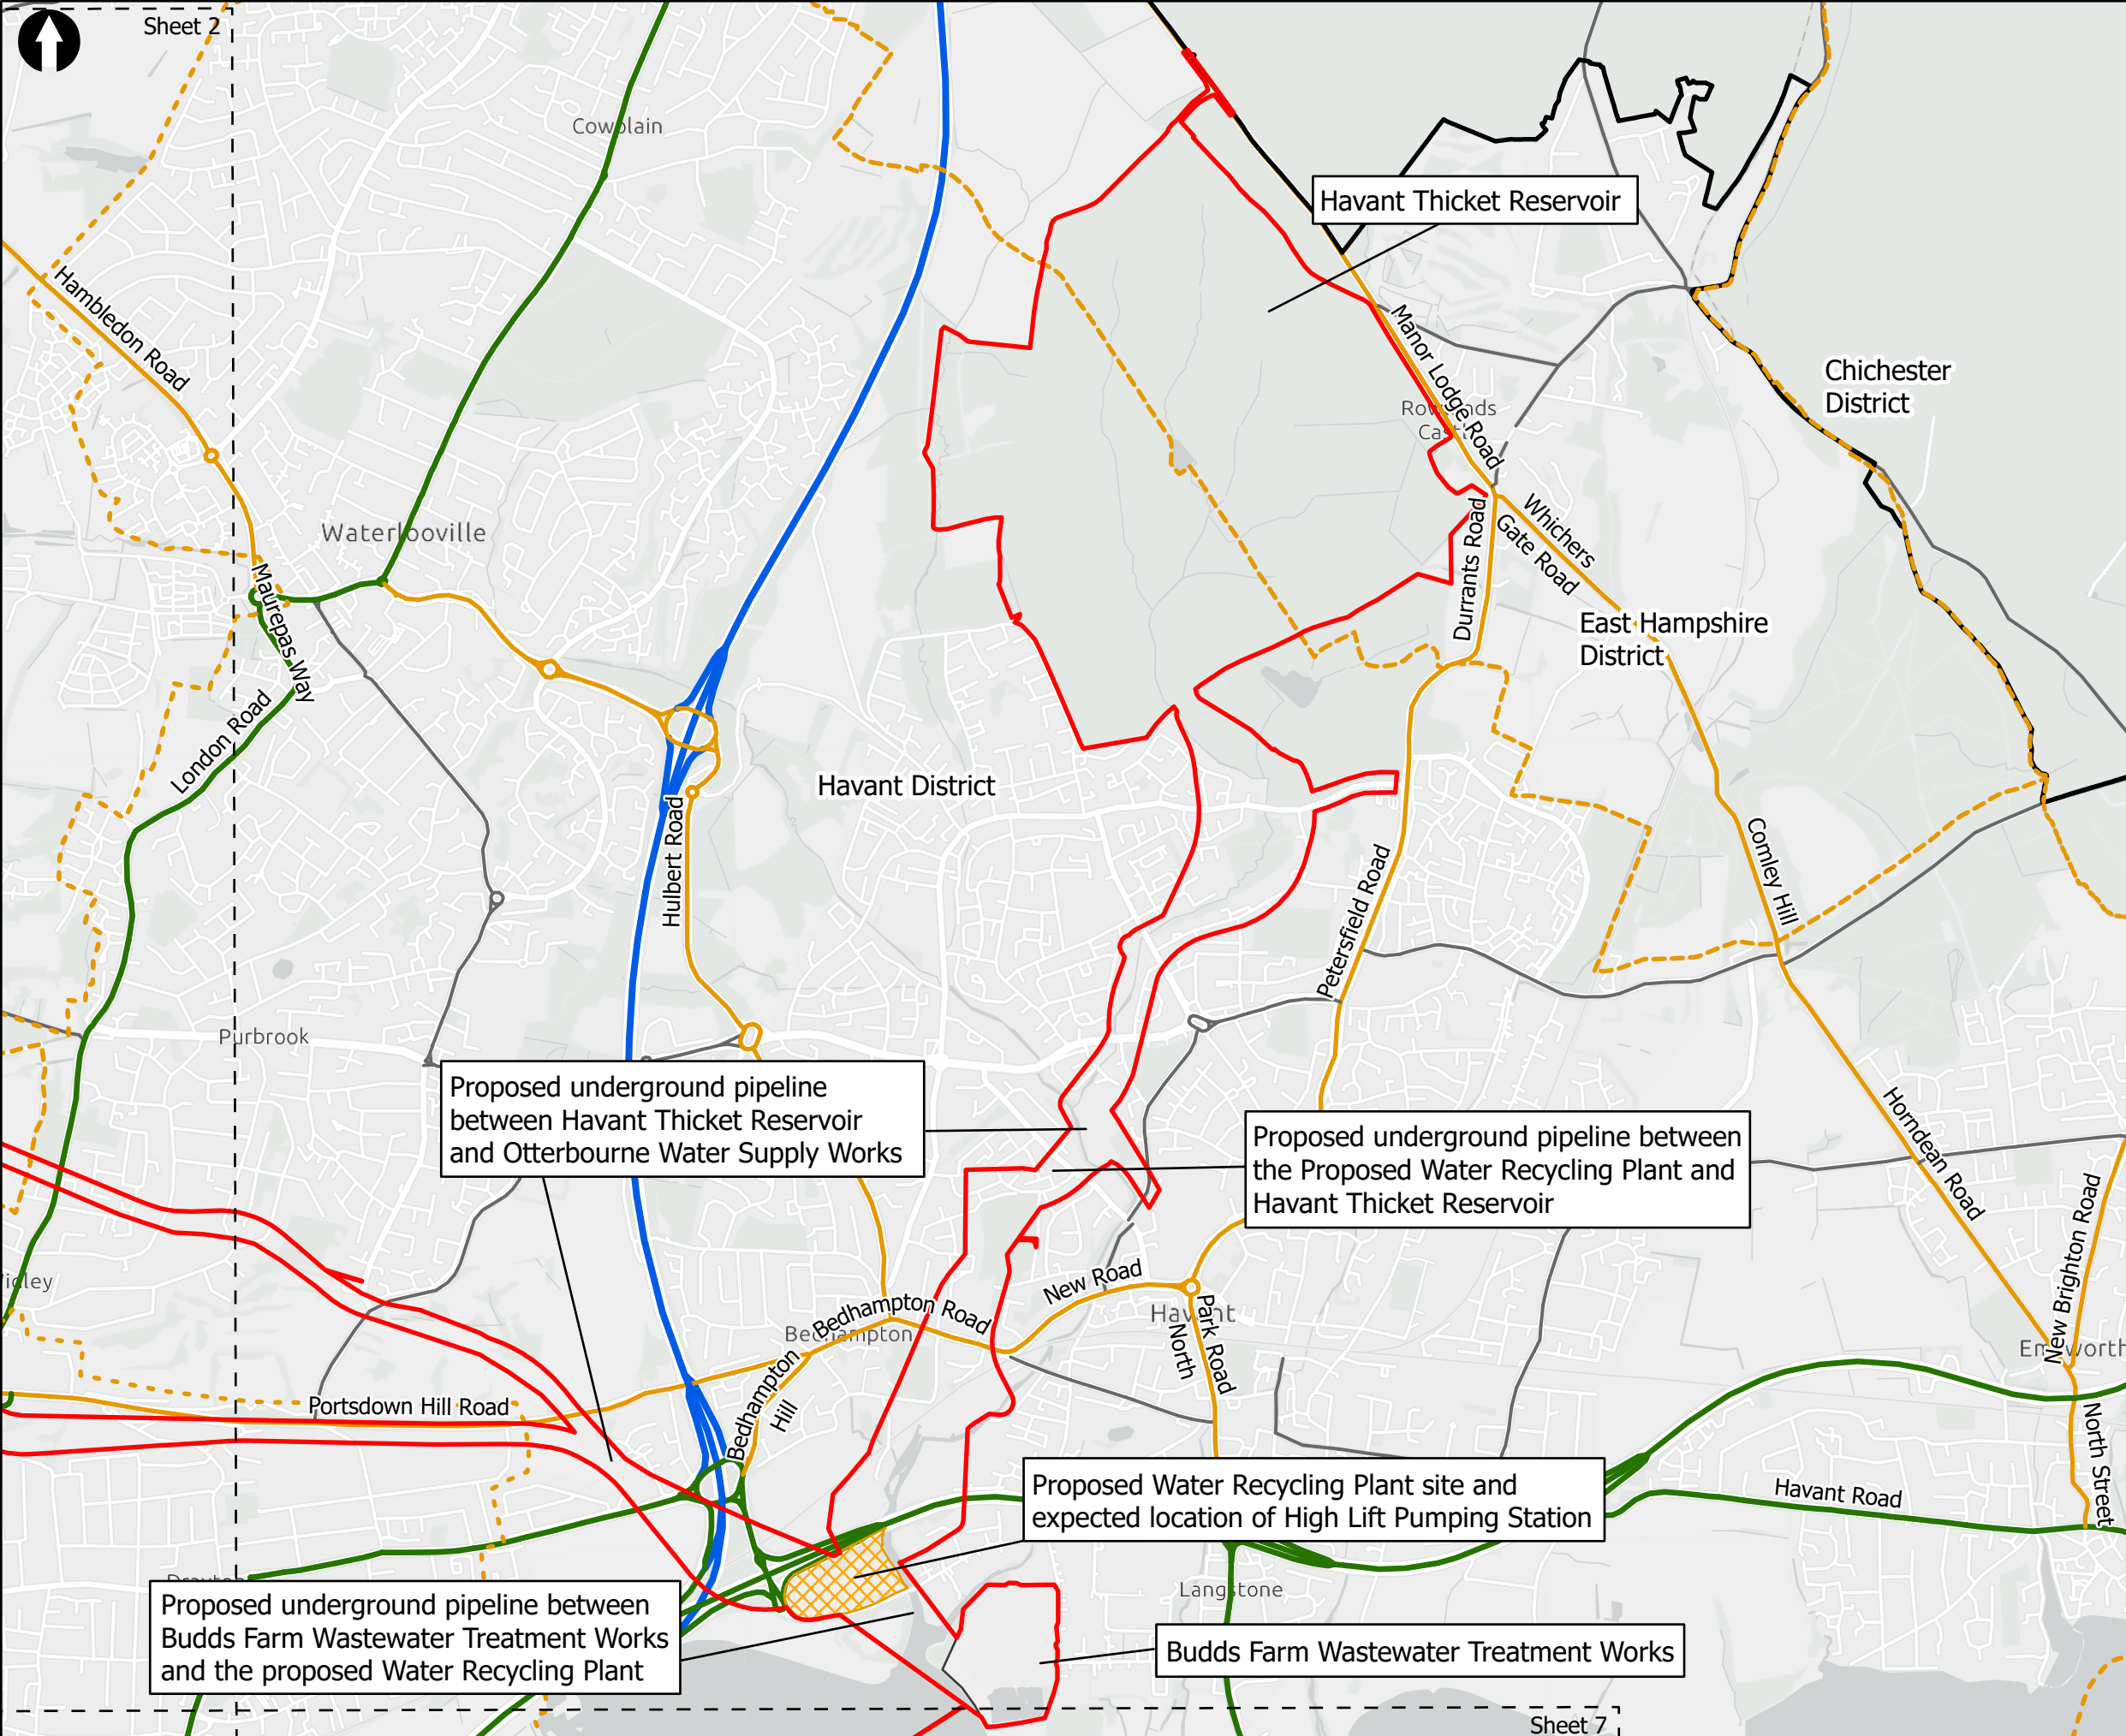 Sheet 2
Cowplain
Havant Thicket Reservoir
Hambledon Road
Manor Lodge Road
Chichester
District
Rowlands
Castle
Waterlooville
Whichers
Gate Road
Durrants Road
Maurepas Way
East Hampshire
District
London Road
Havant District
Hulbert Road
Comley Hill
Petersfield Road
Purbrook
Proposed underground pipeline
between Havant Thicket Reservoir
and Otterbourne Water Supply Works
Proposed underground pipeline between
the Proposed Water Recycling Plant and
Havant Thicket Reservoir
Horndean Road
New Brighton Road
New Road
Havant
Park Road
North
Bedhampton Road
Bedhampton
Emsworth
Bedhampton
Hill
Portsdown Hill Road
North Street
Havant Road
Proposed Water Recycling Plant site and
expected location of High Lift Pumping Station
Drayton
Langstone
Proposed underground pipeline between
Budds Farm Wastewater Treatment Works
and the proposed Water Recycling Plant
Budds Farm Wastewater Treatment Works
Sheet 7